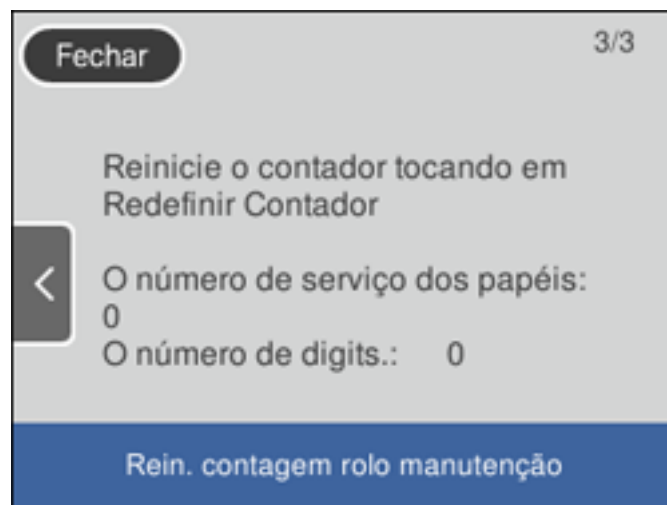 Fechar
3/3
Reinicie o contador tocando em
Redefinir Contador
O número de serviço dos papéis:
0
O número de digits.: 0
Rein. contagem rolo manutenção